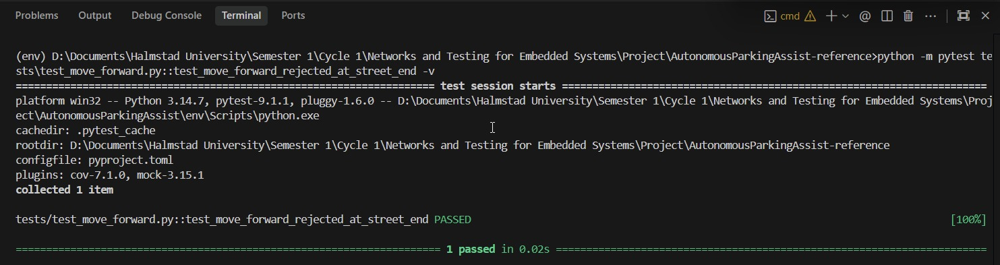 Problems Output Debug Console Terminal Ports cmd
(env) D:\Documents\Halmstad University\Semester 1\Cycle 1\Networks and Testing for Embedded Systems\Project\AutonomousParkingAssist-reference>python -m pytest te
sts\test_move_forward.py::test_move_forward_rejected_at_street_end -v
===================================================================== test session starts ======================================================================
platform win32 -- Python 3.14.7, pytest-9.1.1, pluggy-1.6.0 -- D:\Documents\Halmstad University\Semester 1\Cycle 1\Networks and Testing for Embedded Systems\Proj
ect\AutonomousParkingAssist\env\Scripts\python.exe
cachedir: .pytest_cache
rootdir: D:\Documents\Halmstad University\Semester 1\Cycle 1\Networks and Testing for Embedded Systems\Project\AutonomousParkingAssist-reference
configfile: pyproject.toml
plugins: cov-7.1.0, mock-3.15.1
collected 1 item
tests/test_move_forward.py::test_move_forward_rejected_at_street_end PASSED [100%]
====================================================================== 1 passed in 0.02s =======================================================================